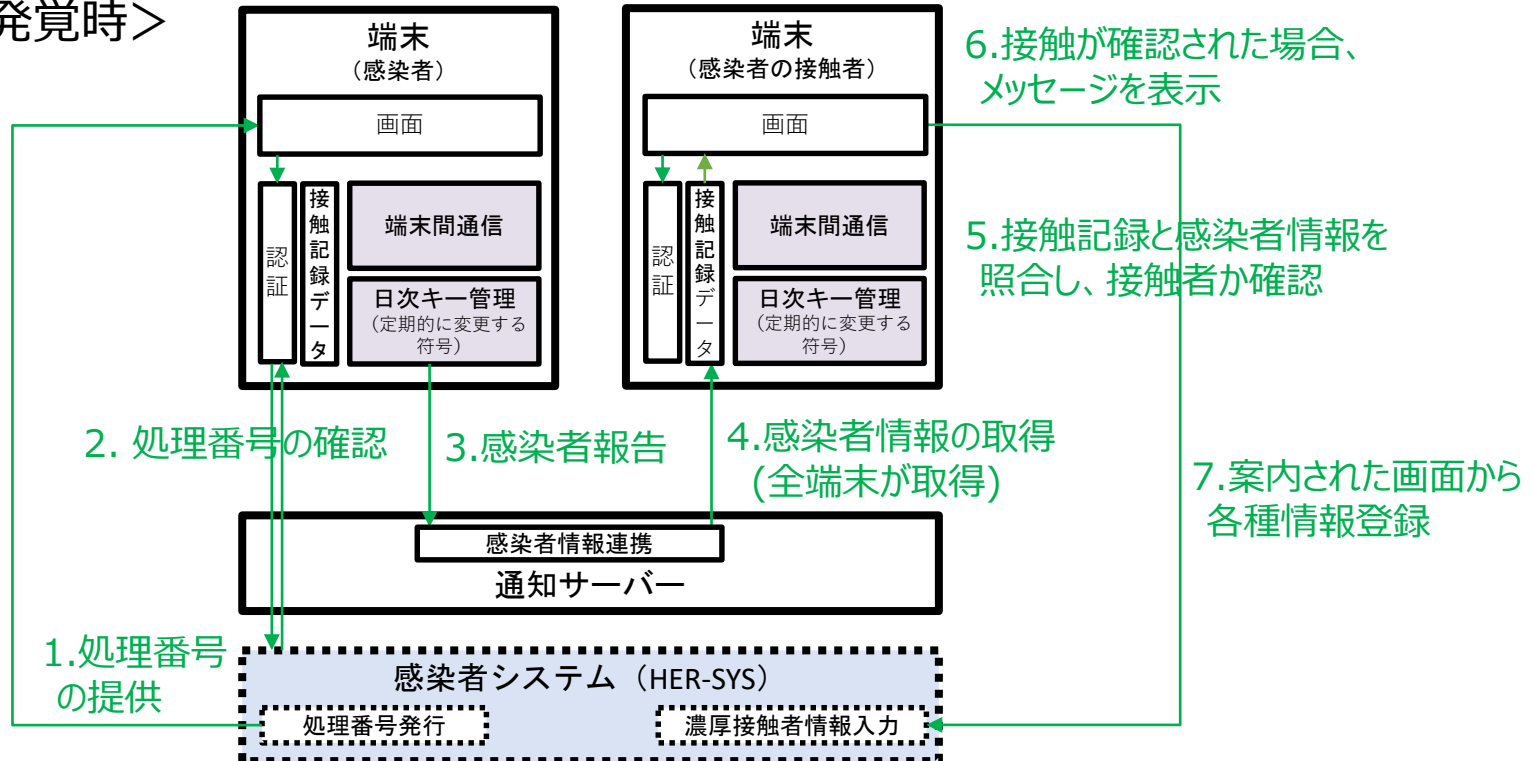 発覚時＞
端末
（感染者）
画面
認証
接触記録データ
端末間通信
日次キー管理
（定期的に変更する
符号）
端末
（感染者の接触者）
画面
認証
接触記録データ
端末間通信
日次キー管理
（定期的に変更する
符号）
6.接触が確認された場合、
メッセージを表示
5.接触記録と感染者情報を
照合し、接触者か確認
2. 処理番号の確認
3.感染者報告
4.感染者情報の取得
(全端末が取得)
7.案内された画面から
各種情報登録
感染者情報連携
通知サーバー
1.処理番号
の提供
感染者システム（HER-SYS）
処理番号発行
濃厚接触者情報入力